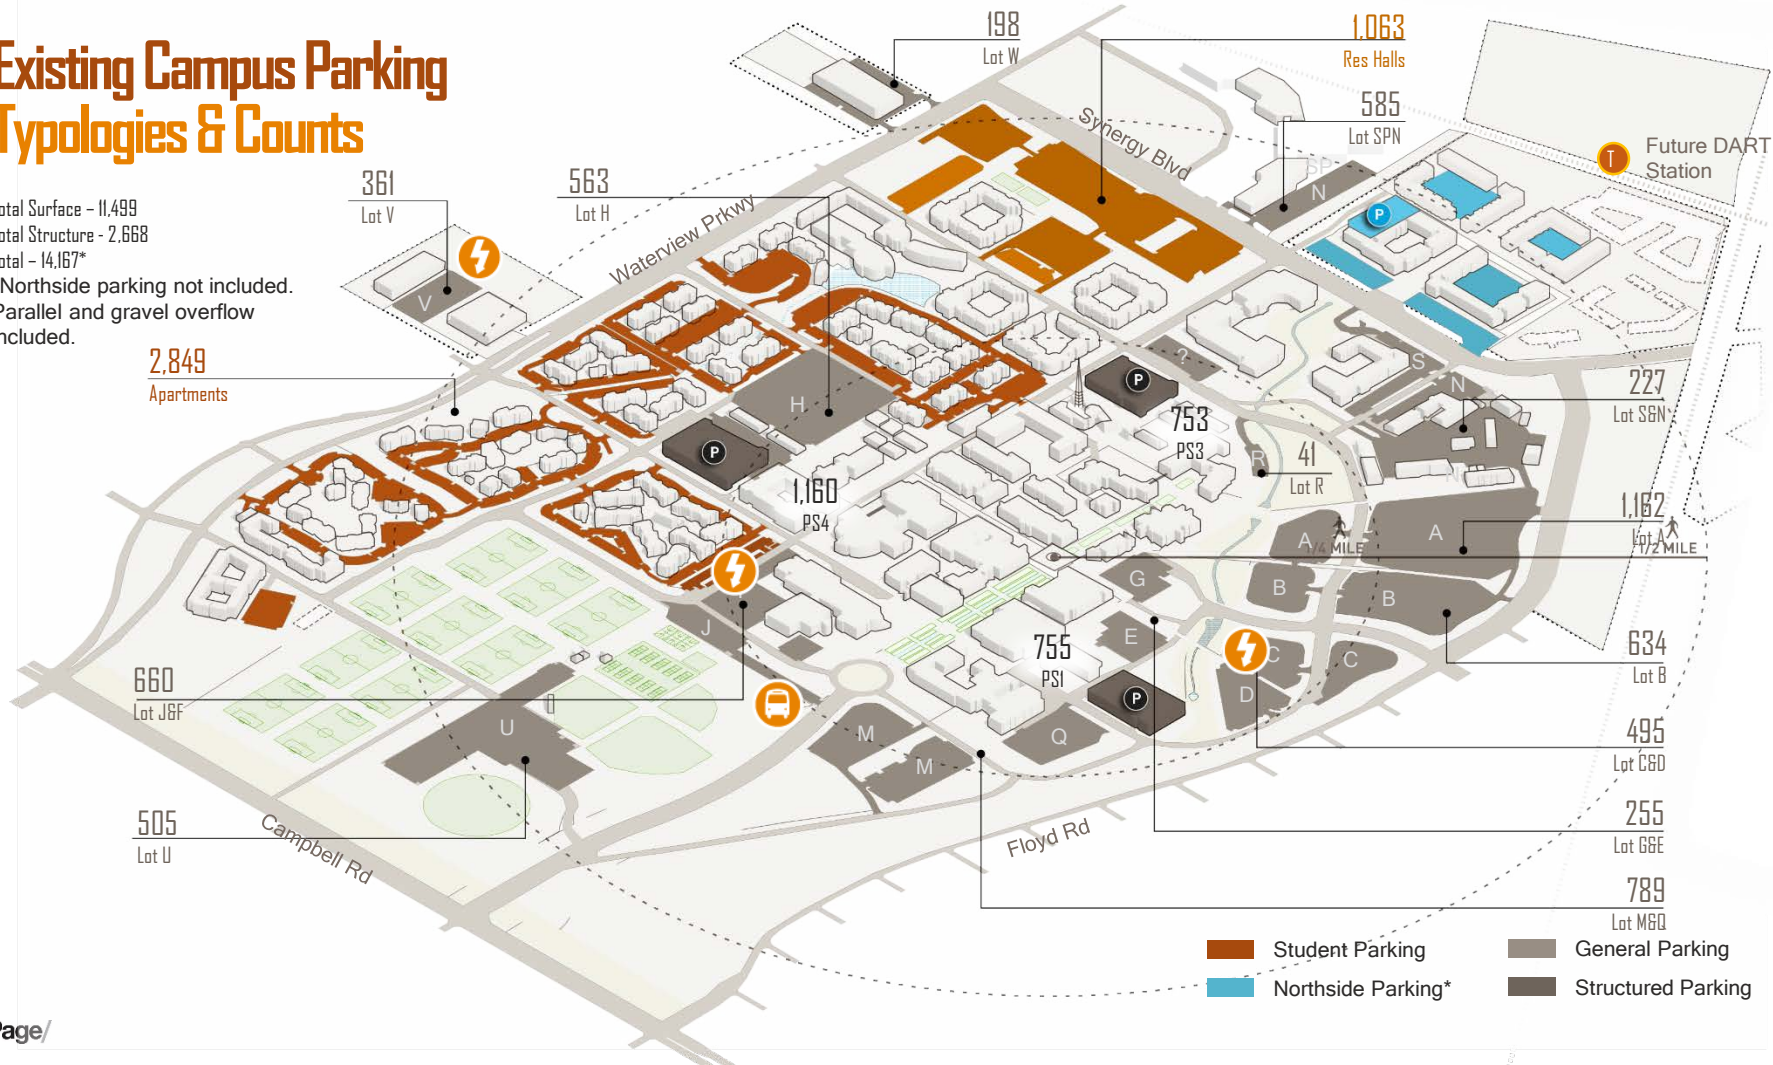 Existing Campus Parking
Typologies & Counts
otal Surface – 11,499
otal Structure - 2,668
otal – 14,167*
Northside parking not included.
Parallel and gravel overflow
ncluded.
198
Lot W
1,063
Res Halls
585
Lot SPN
Future DART
Station
T
361
Lot V
563
Lot H
Synergy Blvd
Waterview Prkwy
SP
N
P
V
2,849
Apartments
H
P
?
S
N
227
Lot S&N
753
PS3
P
R
41
Lot R
1,160
PS4
1,162
Lot A
A
A
1/4 MILE
1/2 MILE
G
B
B
J
E
755
PS1
C
C
634
Lot B
660
Lot J&F
D
P
U
M
Q
M
495
Lot C&D
505
Lot U
Campbell Rd
Floyd Rd
255
Lot G&E
789
Lot M&Q
Student Parking
General Parking
Northside Parking*
Structured Parking
Page/